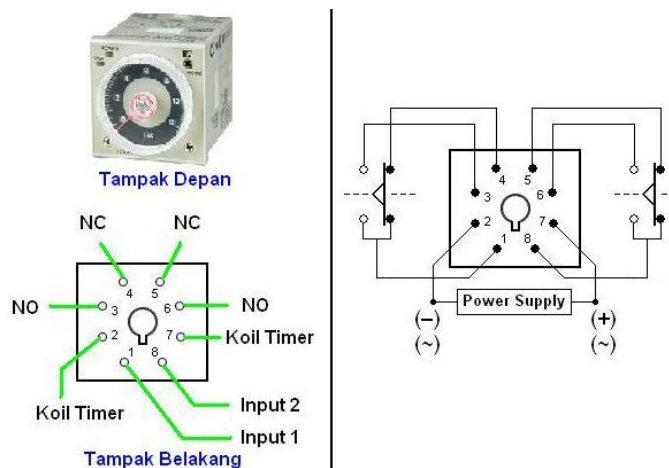 Tampak Depan
NC
NC
4
5
NO
3
6
NO
2
7
Koil Timer
1
8
Koil Timer
Input 2
Input 1
Tampak Belakang
4
5
3
6
2
7
1
8
Power Supply
(-)
(+)
(~)
(~)